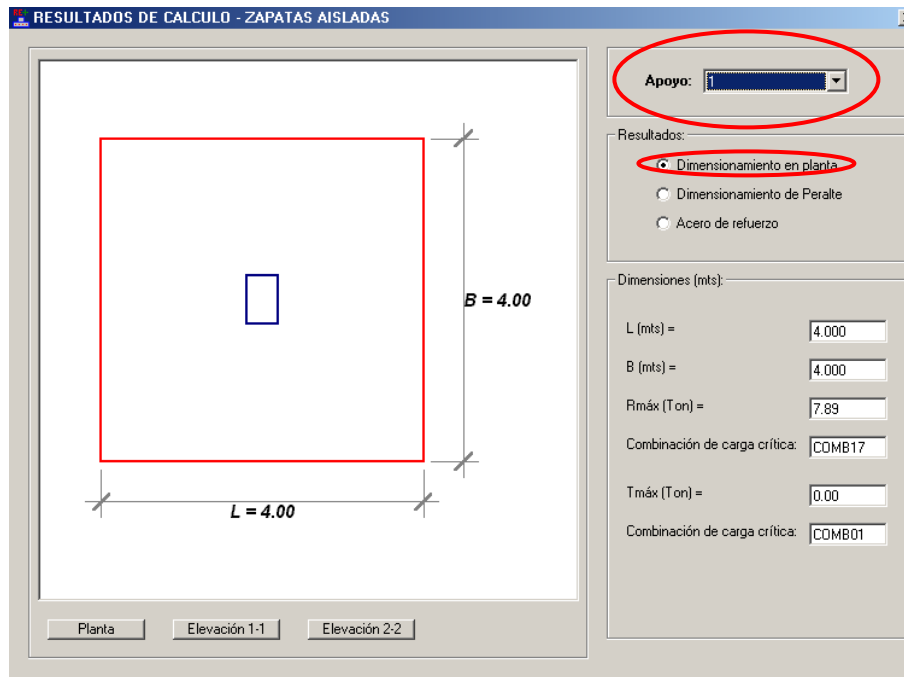 RESULTADOS DE CALCULO - ZAPATAS AISLADAS
B = 4.00
L = 4.00
Planta
Elevación 1-1
Elevación 2-2
Apoyo: 1
Resultados:
Dimensionamiento en planta
Dimensionamiento de Peralte
Acero de refuerzo
Dimensiones (mts):
L (mts) = 4.000
B (mts) = 4.000
Rmáx (Ton) = 7.89
Combinación de carga crítica: COMB17
Tmáx (Ton) = 0.00
Combinación de carga crítica: COMB01